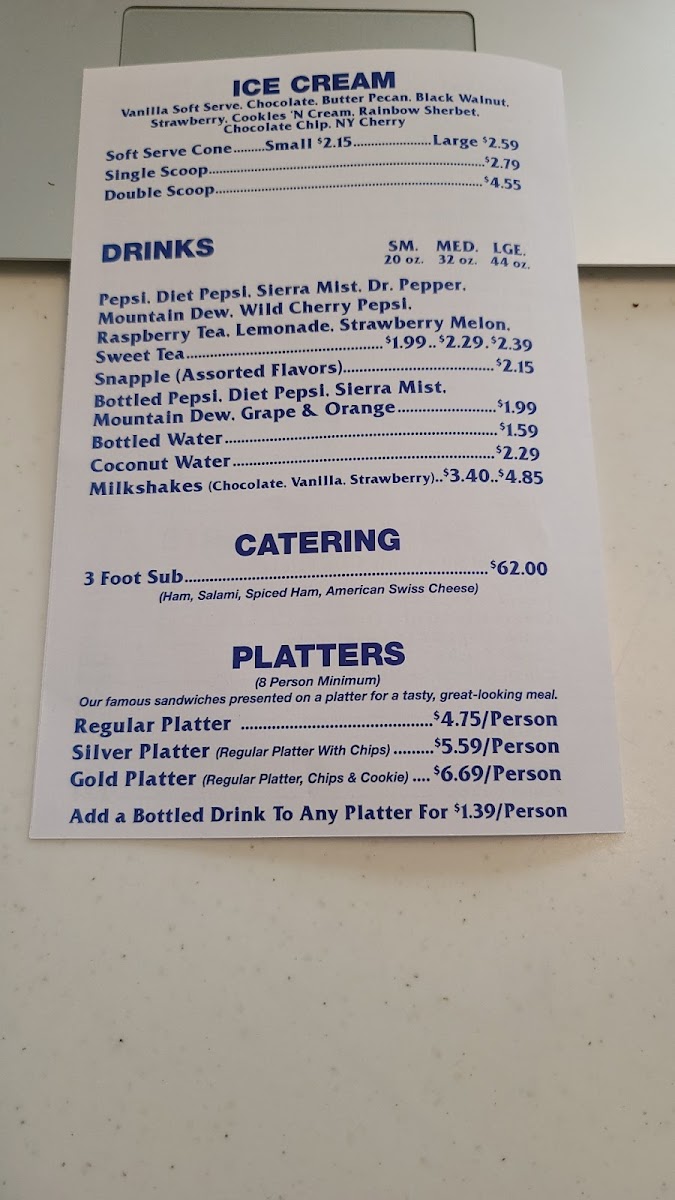 ICE CREAM
Vanilla Soft Serve, Chocolate, Butter Pecan, Black Walnut,
Strawberry, Cookies 'N Cream, Rainbow Sherbet,
Chocolate Chip, NY Cherry
Soft Serve Cone........Small $2.15....................Large $2.59
Single Scoop......................................................................$2.79
Double Scoop....................................................................$4.55
DRINKS SM. MED. LGE.
20 oz. 32 oz. 44 oz.
Pepsi, Diet Pepsi, Sierra Mist, Dr. Pepper,
Mountain Dew, Wild Cherry Pepsi,
Raspberry Tea, Lemonade, Strawberry Melon,
Sweet Tea............................................$1.99..$2.29.$2.39
Snapple (Assorted Flavors)..................................$2.15
Bottled Pepsi, Diet Pepsi, Sierra Mist,
Mountain Dew, Grape & Orange......................$1.99
Bottled Water.............................................................$1.59
Coconut Water...........................................................$2.29
Milkshakes (Chocolate, Vanilla, Strawberry)..$3.40..$4.85
CATERING
3 Foot Sub....................................................................$62.00
(Ham, Salami, Spiced Ham, American Swiss Cheese)
PLATTERS
(8 Person Minimum)
Our famous sandwiches presented on a platter for a tasty, great-looking meal.
Regular Platter ..........................................$4.75/Person
Silver Platter (Regular Platter With Chips) .........$5.59/Person
Gold Platter (Regular Platter, Chips & Cookie) .... $6.69/Person
Add a Bottled Drink To Any Platter For $1.39/Person